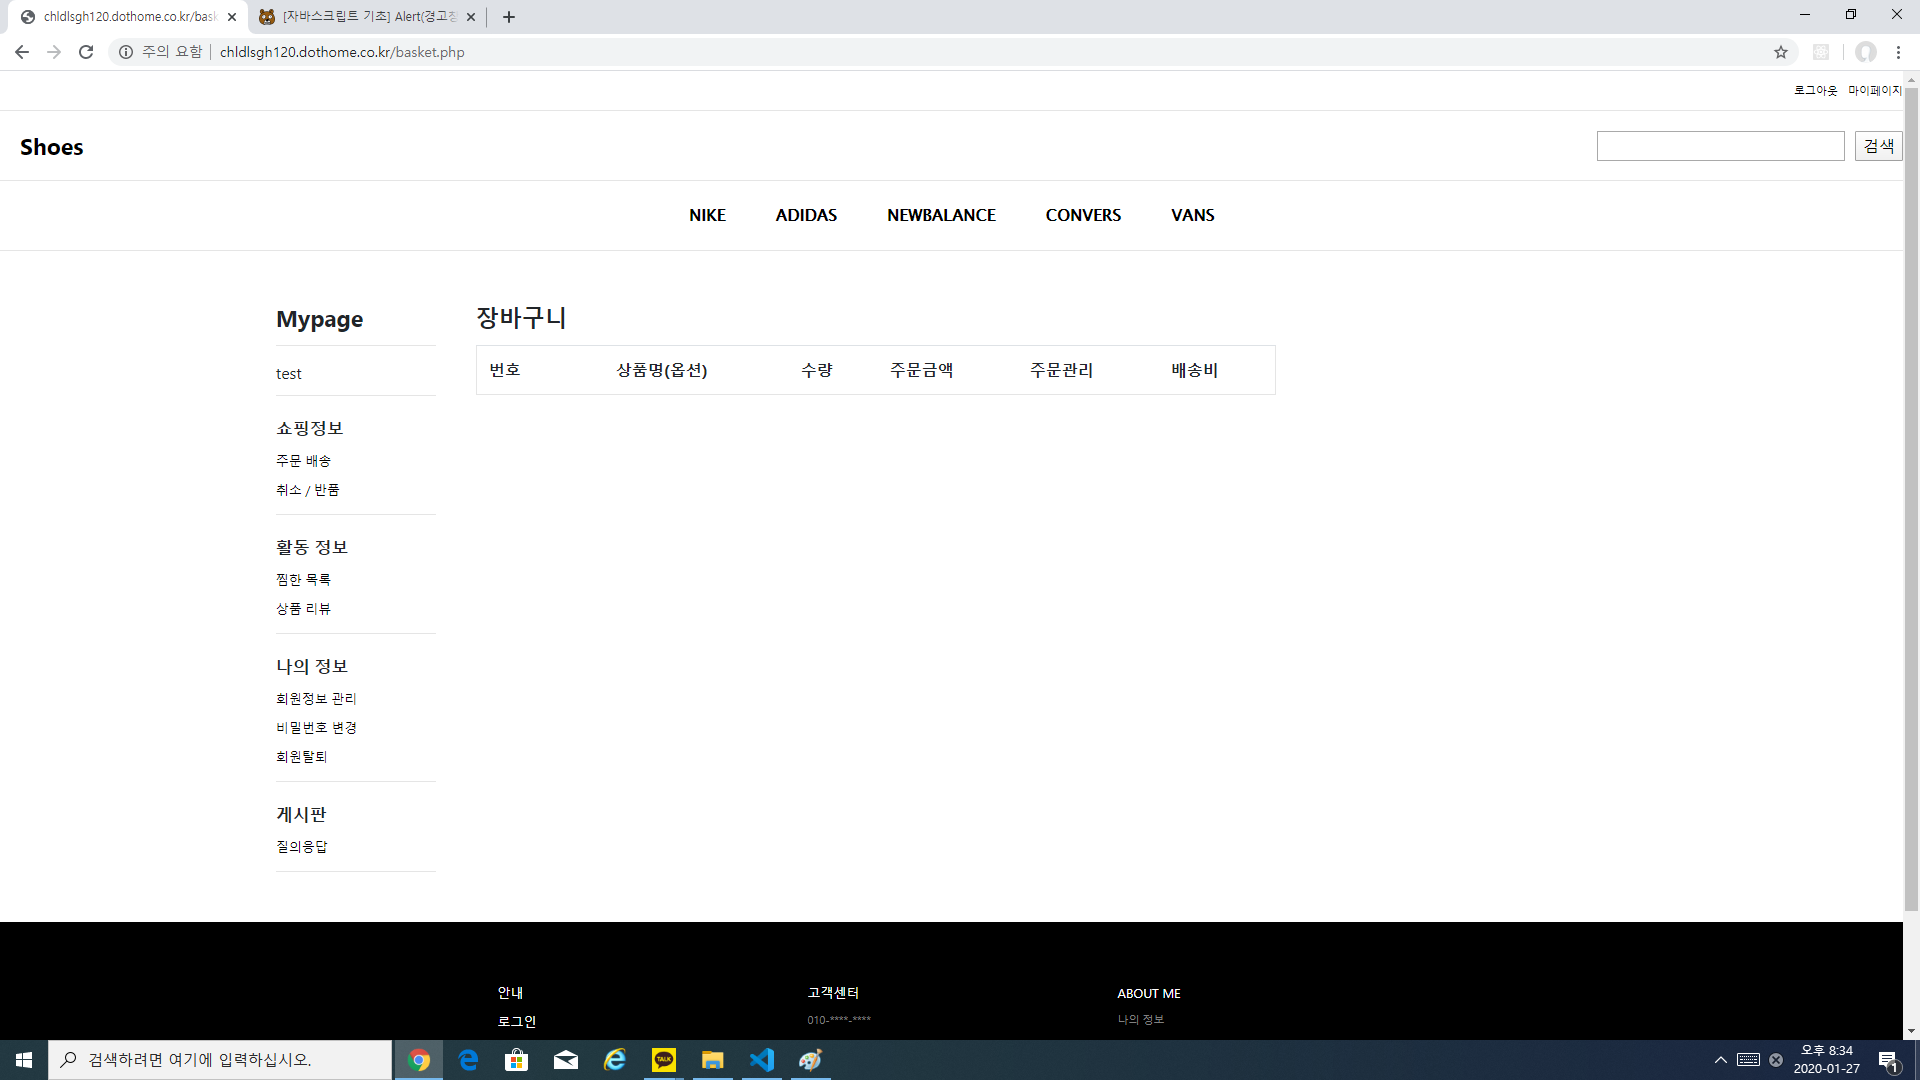 chldlsgh120.dothome.co.kr/bask
[자바스크립트 기초] Alert(경고창
주의 요함 chldlsgh120.dothome.co.kr/basket.php
로그아웃 마이페이지
Shoes 검색
NIKE ADIDAS NEWBALANCE CONVERS VANS
Mypage
test
쇼핑정보
주문 배송
취소 / 반품
활동 정보
찜한 목록
상품 리뷰
나의 정보
회원정보 관리
비밀번호 변경
회원탈퇴
게시판
질의응답
장바구니
번호 상품명(옵션) 수량 주문금액 주문관리 배송비
안내
로그인
고객센터
010-****-****
ABOUT ME
나의 정보
검색하려면 여기에 입력하십시오.
TALK
오후 8:34
2020-01-27
1